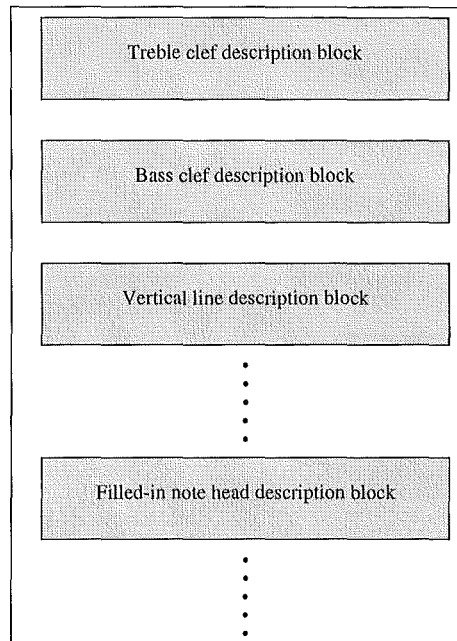 Treble clef description block
Bass clef description block
Vertical line description block
Filled-in note head description block